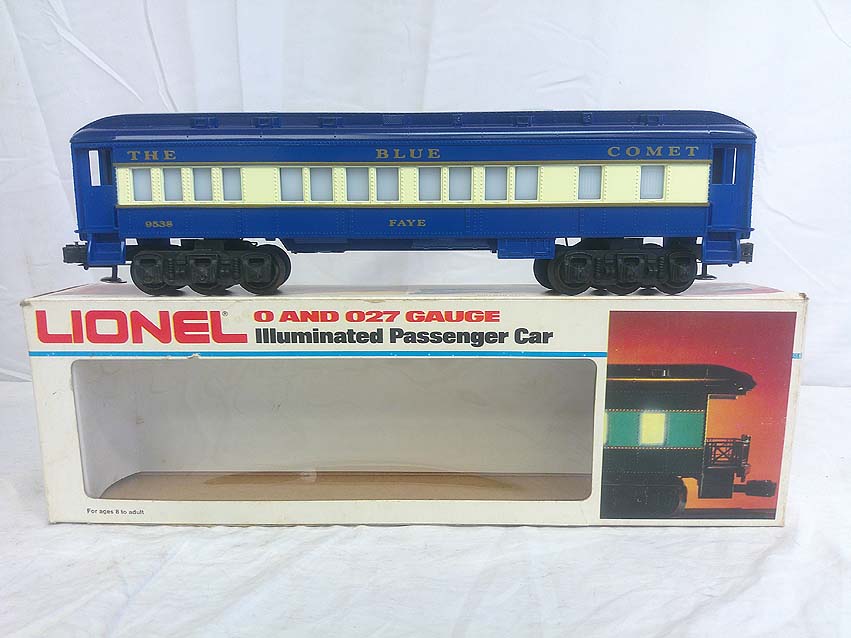 THE BLUE COMET
9538 FAYE
LIONEL®
O AND O27 GAUGE
Illuminated Passenger Car
For ages 8 to adult